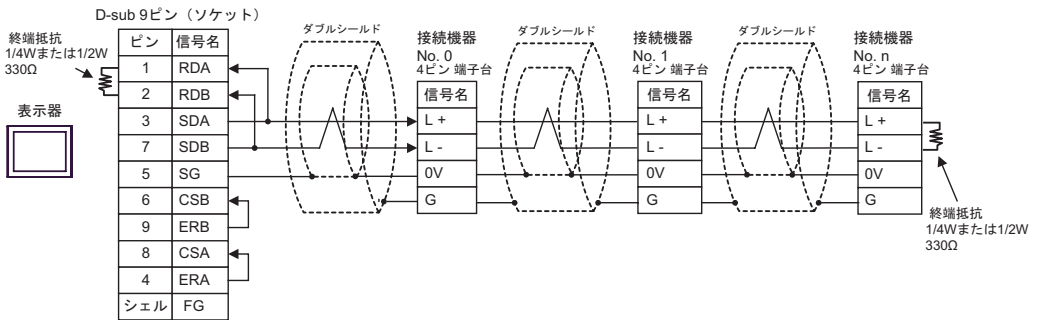 D-sub 9ピン（ソケット）
終端抵抗
1/4Wまたは1/2W
330Ω
表示器
ピン 信号名
1 RDA
2 RDB
3 SDA
7 SDB
5 SG
6 CSB
9 ERB
8 CSA
4 ERA
シェル FG
ダブルシールド
接続機器
No. 0
4ピン 端子台
信号名
L +
L -
0V
G
ダブルシールド
接続機器
No. 1
4ピン 端子台
信号名
L +
L -
0V
G
ダブルシールド
接続機器
No. n
4ピン 端子台
信号名
L +
L -
0V
G
終端抵抗
1/4Wまたは1/2W
330Ω